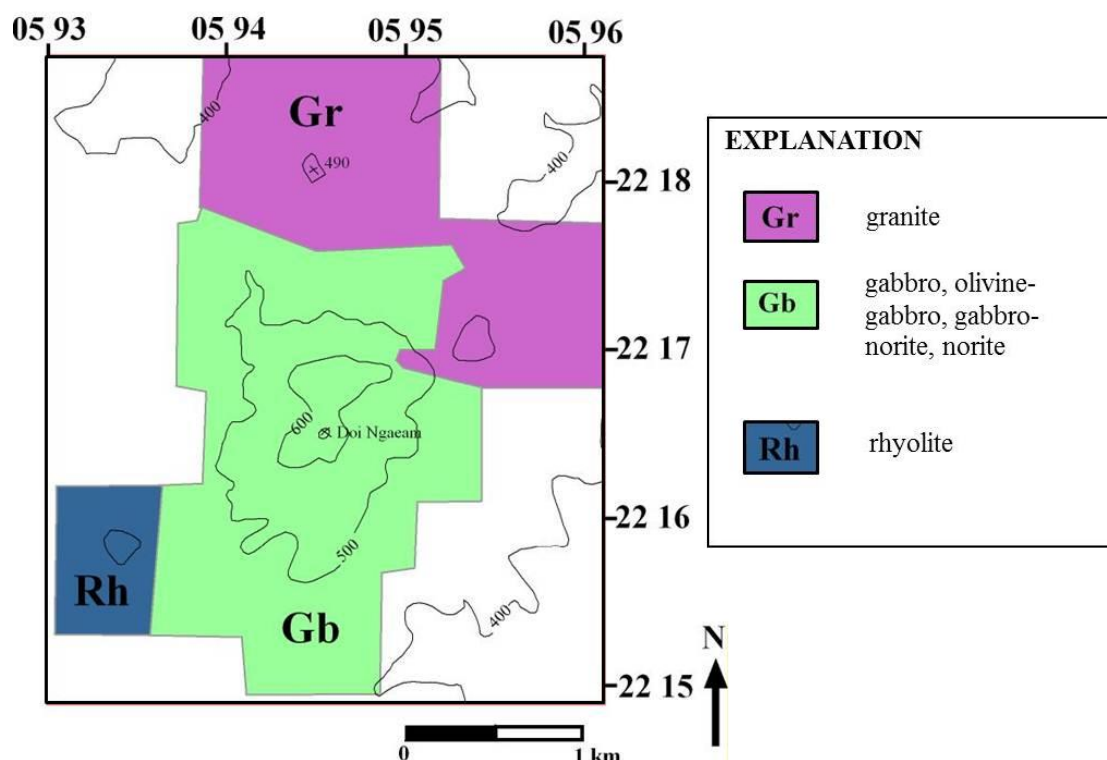 05 93 05 94 05 95 05 96
400
Gr
490
400
22 18
22 17
600
Doi Ngaeam
22 16
500
Rh
Gb
400
22 15
0 1 km
N
EXPLANATION
Gr granite
Gb gabbro, olivine-
gabbro, gabbro-
norite, norite
Rh rhyolite